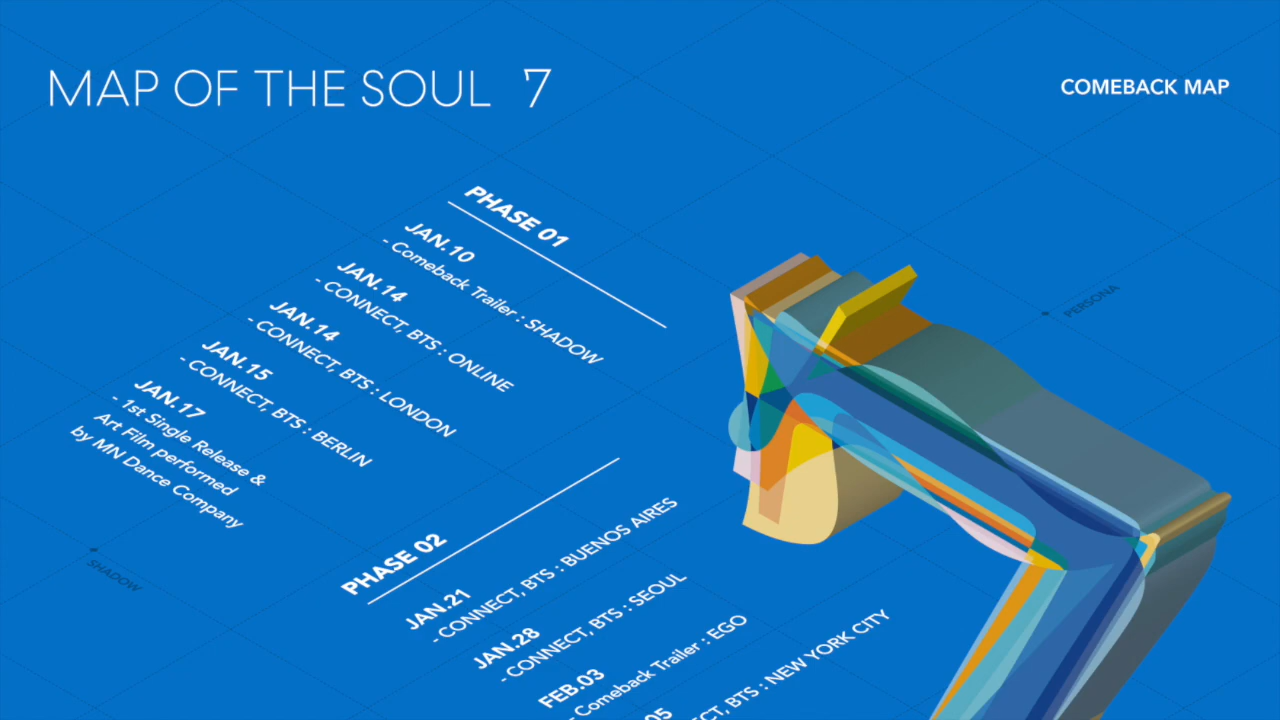 MAP OF THE SOUL 7
COMEBACK MAP
PHASE 01
JAN.10
- Comeback Trailer : SHADOW
JAN.14
- CONNECT, BTS : ONLINE
JAN.14
- CONNECT, BTS : LONDON
JAN.15
- CONNECT, BTS : BERLIN
JAN.17
- 1st Single Release &
Art Film performed
by MN Dance Company
PERSONA
SHADOW
PHASE 02
JAN.21
- CONNECT, BTS : BUENOS AIRES
JAN.28
- CONNECT, BTS : SEOUL
FEB.03
- Comeback Trailer : EGO
05
CT, BTS : NEW YORK CITY